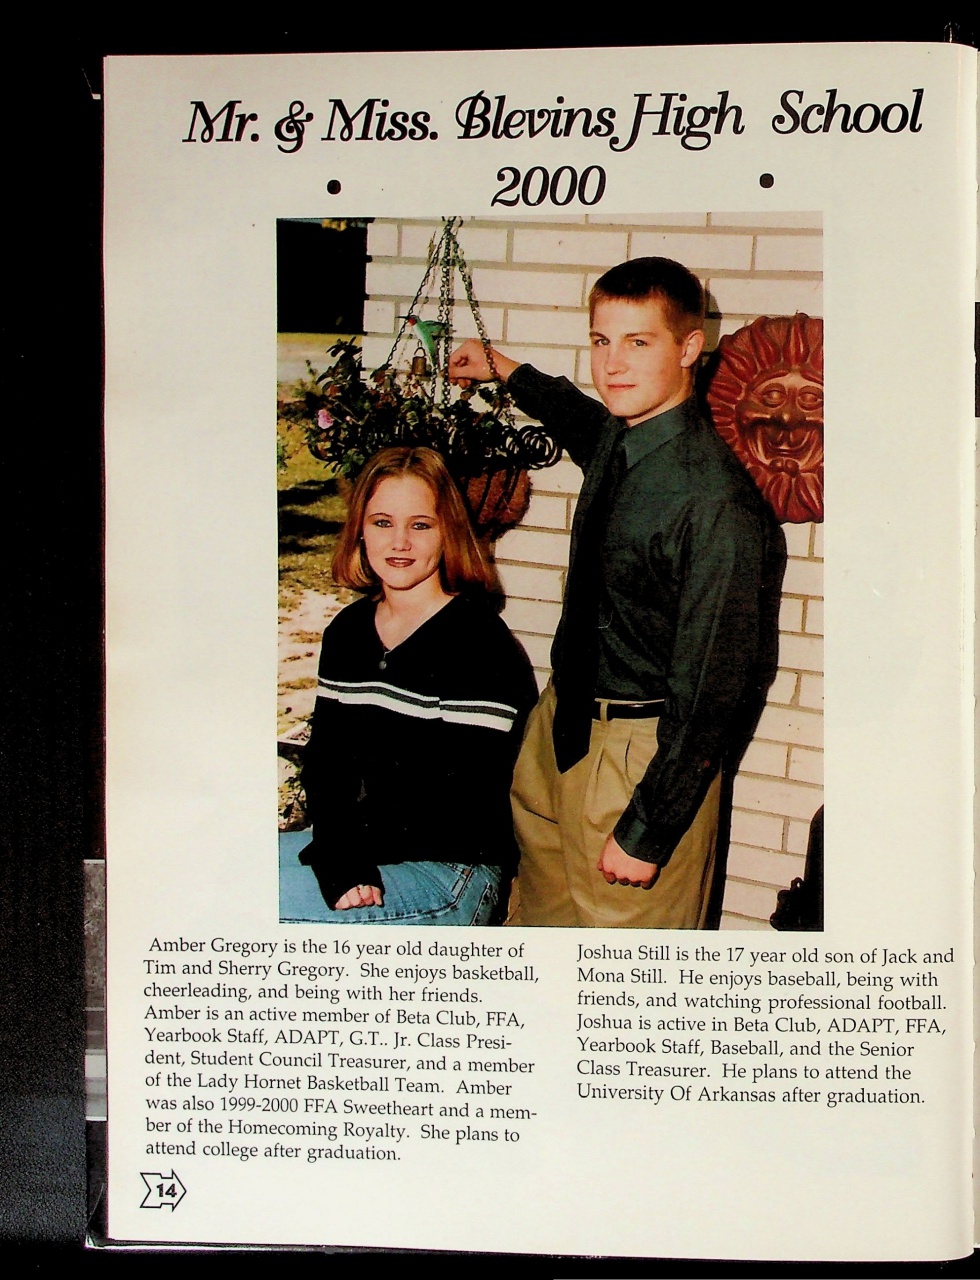 Mr. & Miss. Blevins High School
• 2000 •
Amber Gregory is the 16 year old daughter of
Tim and Sherry Gregory. She enjoys basketball,
cheerleading, and being with her friends.
Amber is an active member of Beta Club, FFA,
Yearbook Staff, ADAPT, G.T.. Jr. Class Presi-
dent, Student Council Treasurer, and a member
of the Lady Hornet Basketball Team. Amber
was also 1999-2000 FFA Sweetheart and a mem-
ber of the Homecoming Royalty. She plans to
attend college after graduation.
Joshua Still is the 17 year old son of Jack and
Mona Still. He enjoys baseball, being with
friends, and watching professional football.
Joshua is active in Beta Club, ADAPT, FFA,
Yearbook Staff, Baseball, and the Senior
Class Treasurer. He plans to attend the
University Of Arkansas after graduation.
14